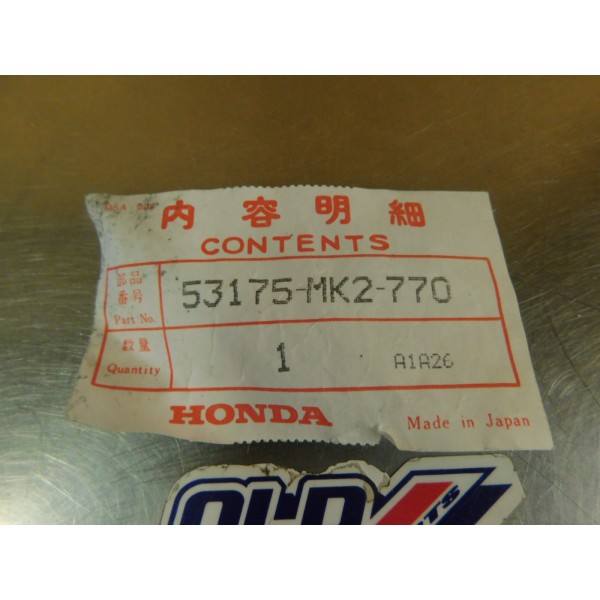 内容明細
CONTENTS
部品番号 53175-MK2-770
Part No.
数量 1 A1A26
Quantity
HONDA Made in Japan
OLD